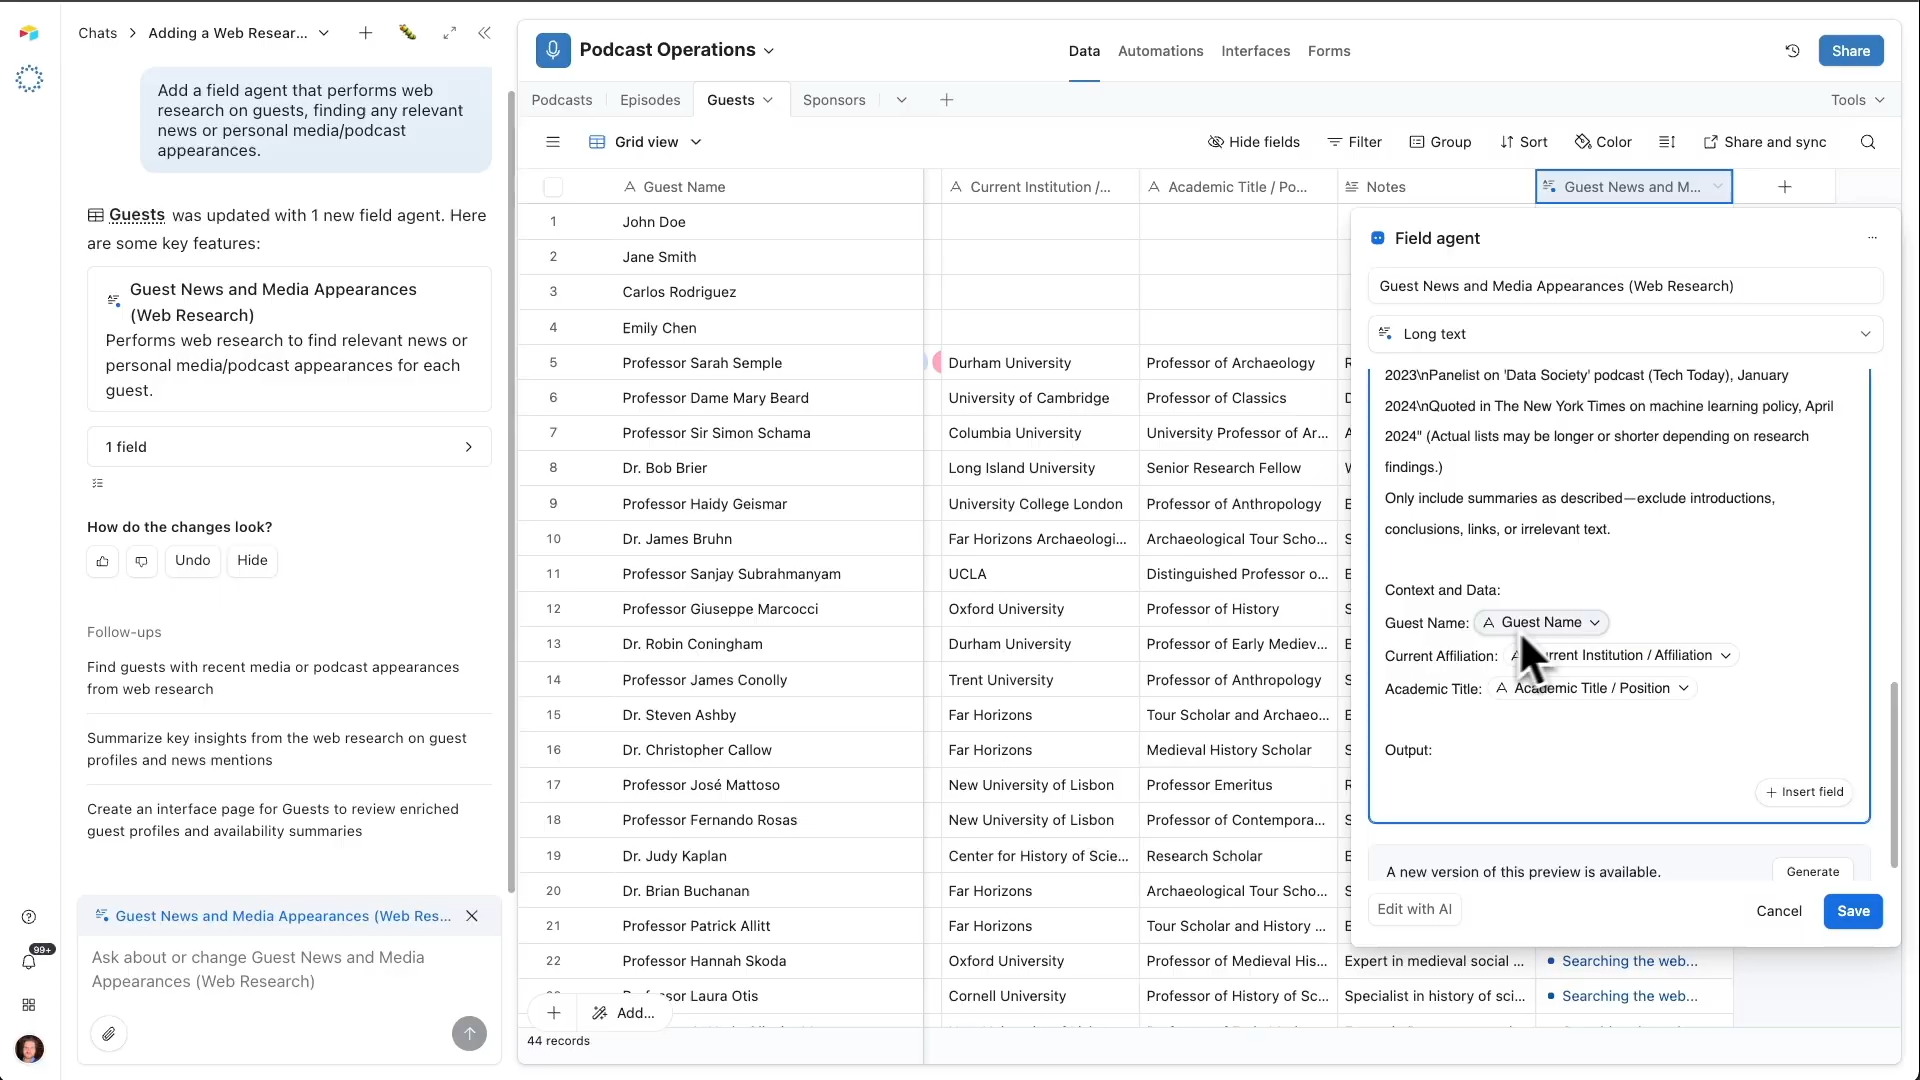 Chats
Adding a Web Resear...
Add a field agent that performs web
research on guests, finding any relevant
news or personal media/podcast
appearances.
Guests was updated with 1 new field agent. Here
are some key features:
Guest News and Media Appearances
(Web Research)
Performs web research to find relevant news or
personal media/podcast appearances for each
guest.
1 field
How do the changes look?
Undo
Hide
Follow-ups
Find guests with recent media or podcast appearances
from web research
Summarize key insights from the web research on guest
profiles and news mentions
Create an interface page for Guests to review enriched
guest profiles and availability summaries
99+
Guest News and Media Appearances (Web Res...
Ask about or change Guest News and Media
Appearances (Web Research)
Podcast Operations
Data
Automations
Interfaces
Forms
Share
Podcasts
Episodes
Guests
Sponsors
Tools
Grid view
Hide fields
Filter
Group
Sort
Color
Share and sync
Guest Name
Current Institution /...
Academic Title / Po...
Notes
Guest News and M...
1 John Doe
2 Jane Smith
3 Carlos Rodriguez
4 Emily Chen
5 Professor Sarah Semple Durham University Professor of Archaeology R
6 Professor Dame Mary Beard University of Cambridge Professor of Classics
7 Professor Sir Simon Schama Columbia University University Professor of Ar...
8 Dr. Bob Brier Long Island University Senior Research Fellow
9 Professor Haidy Geismar University College London Professor of Anthropology
10 Dr. James Bruhn Far Horizons Archaeologi... Archaeological Tour Scho...
11 Professor Sanjay Subrahmanyam UCLA Distinguished Professor o...
12 Professor Giuseppe Marcocci Oxford University Professor of History
13 Dr. Robin Coningham Durham University Professor of Early Mediev...
14 Professor James Conolly Trent University Professor of Anthropology
15 Dr. Steven Ashby Far Horizons Tour Scholar and Archaeo...
16 Dr. Christopher Callow Far Horizons Medieval History Scholar
17 Professor José Mattoso New University of Lisbon Professor Emeritus
18 Professor Fernando Rosas New University of Lisbon Professor of Contempora...
19 Dr. Judy Kaplan Center for History of Scie... Research Scholar
20 Dr. Brian Buchanan Far Horizons Archaeological Tour Scho...
21 Professor Patrick Allitt Far Horizons Tour Scholar and History ...
22 Professor Hannah Skoda Oxford University Professor of Medieval His... Expert in medieval social ... Searching the web...
Laura Otis Cornell University Professor of History of Sc... Specialist in history of sci... Searching the web...
Add...
44 records
Field agent
Guest News and Media Appearances (Web Research)
Long text
2023\nPanelist on 'Data Society' podcast (Tech Today), January
2024\nQuoted in The New York Times on machine learning policy, April
2024" (Actual lists may be longer or shorter depending on research
findings.)
Only include summaries as described—exclude introductions,
conclusions, links, or irrelevant text.
Context and Data:
Guest Name: Guest Name
Current Affiliation: Current Institution / Affiliation
Academic Title: Academic Title / Position
Output:
Insert field
A new version of this preview is available.
Generate
Edit with AI
Cancel
Save